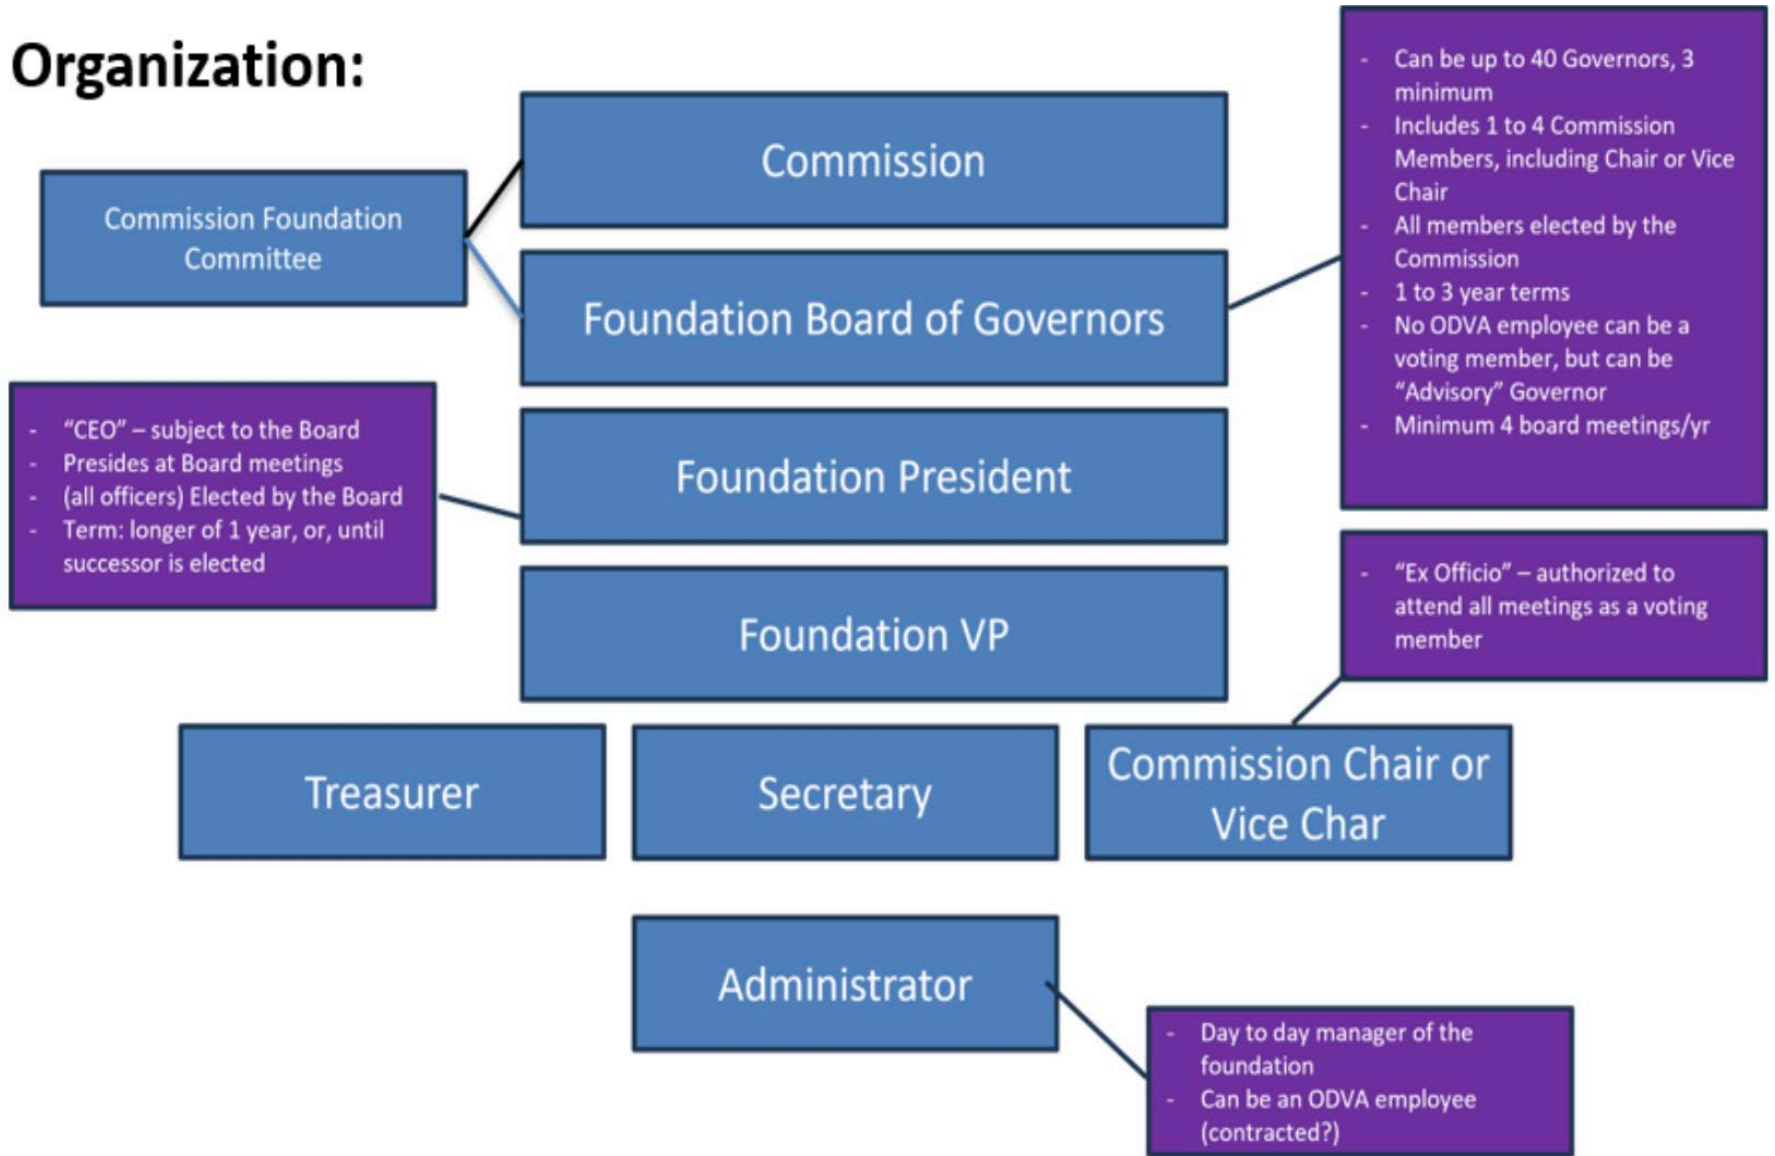 Organization:
Commission
Commission Foundation
Committee
Foundation Board of Governors
- Can be up to 40 Governors, 3
minimum
- Includes 1 to 4 Commission
Members, including Chair or Vice
Chair
- All members elected by the
Commission
- 1 to 3 year terms
- No ODVA employee can be a
voting member, but can be
“Advisory” Governor
- Minimum 4 board meetings/yr
- “CEO” – subject to the Board
- Presides at Board meetings
- (all officers) Elected by the Board
- Term: longer of 1 year, or, until
successor is elected
Foundation President
Foundation VP
- “Ex Officio” – authorized to
attend all meetings as a voting
member
Treasurer
Secretary
Commission Chair or
Vice Char
Administrator
- Day to day manager of the
foundation
- Can be an ODVA employee
(contracted?)